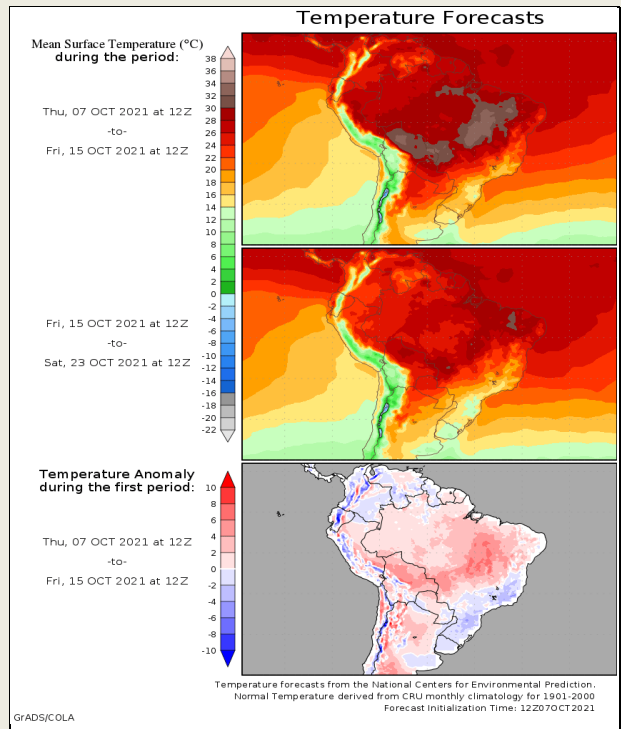 Temperature Forecasts
Mean Surface Temperature (°C)
during the period:
Thu, 07 OCT 2021 at 12Z
-to-
Fri, 15 OCT 2021 at 12Z
38
36
34
32
30
28
26
24
22
20
18
16
14
12
10
8
6
4
2
0
-2
-4
-6
-8
-10
-12
-14
-16
-18
-20
-22
Fri, 15 OCT 2021 at 12Z
-to-
Sat, 23 OCT 2021 at 12Z
Temperature Anomaly
during the first period:
Thu, 07 OCT 2021 at 12Z
-to-
Fri, 15 OCT 2021 at 12Z
10
8
6
4
2
0
-2
-4
-6
-8
-10
Temperature forecasts from the National Centers for Environmental Prediction.
Normal Temperature derived from CRU monthly climatology for 1901-2000
Forecast Initialization Time: 12Z07OCT2021
GrADS/COLA